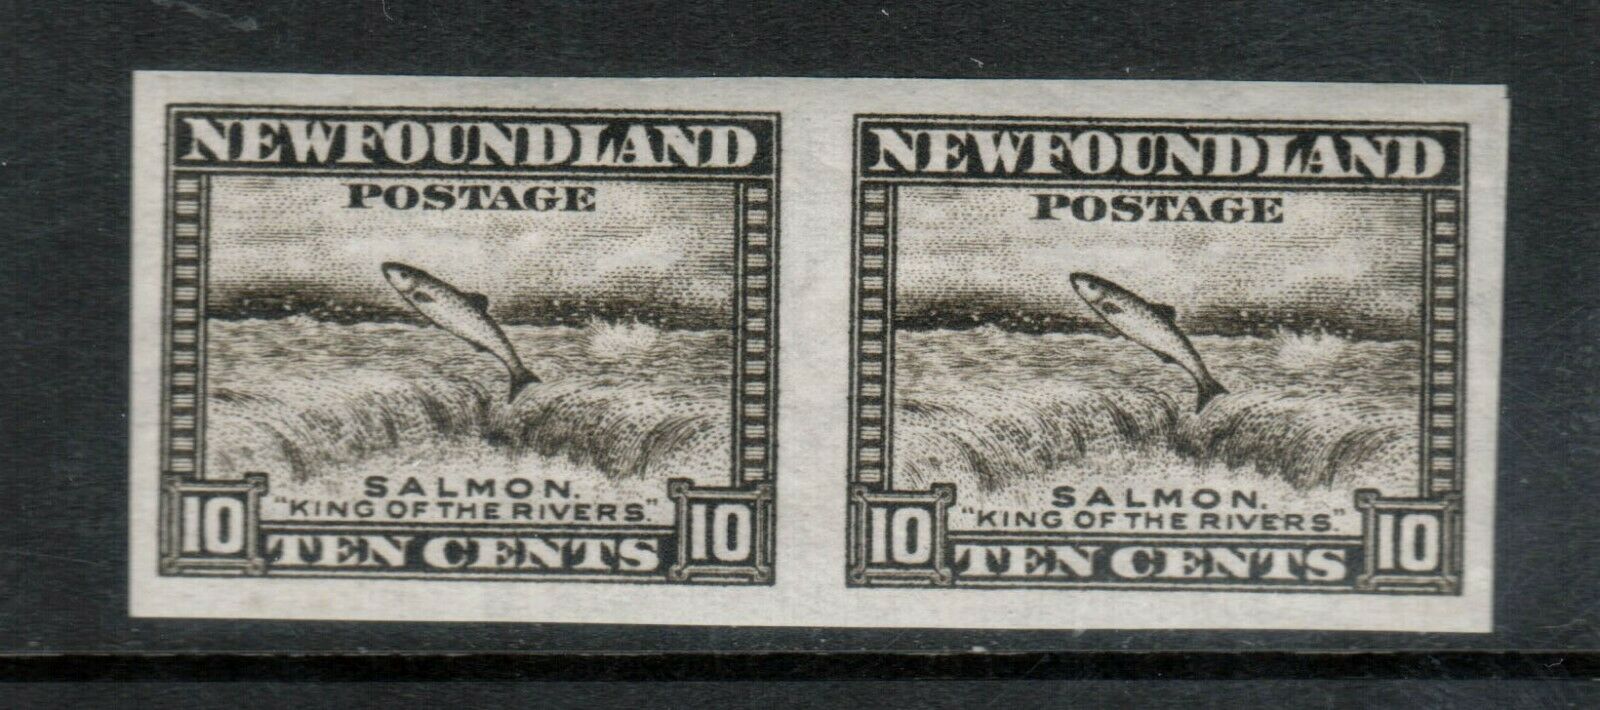 NEWFOUNDLAND
POSTAGE
SALMON.
"KING OF THE RIVERS."
10 TEN CENTS 10
NEWFOUNDLAND
POSTAGE
SALMON.
"KING OF THE RIVERS."
10 TEN CENTS 10